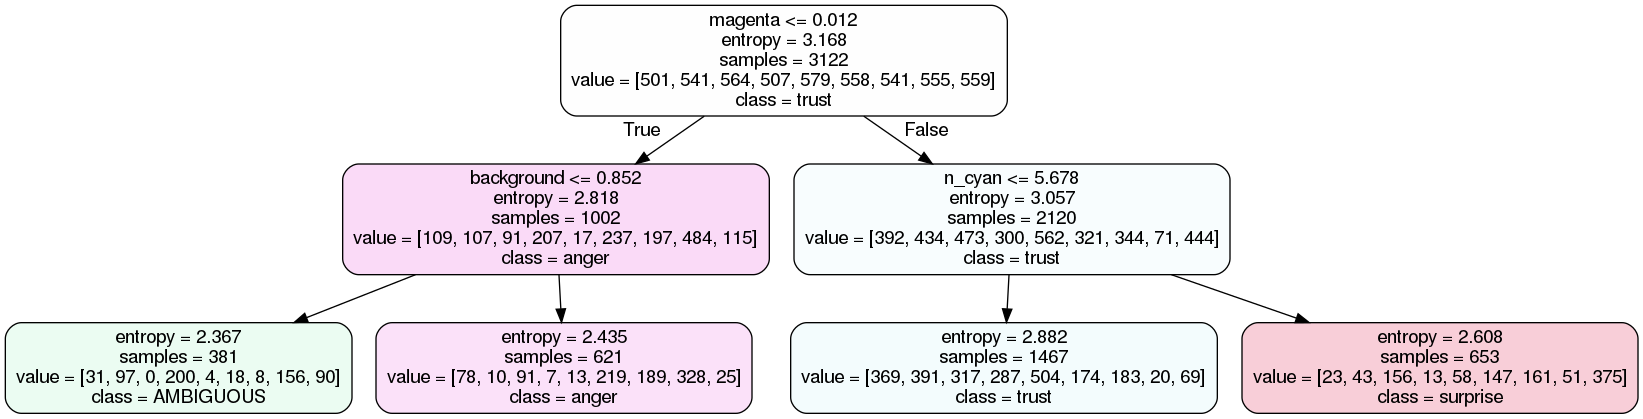 magenta <= 0.012
entropy = 3.168
samples = 3122
value = [501, 541, 564, 507, 579, 558, 541, 555, 559]
class = trust
True
False
background <= 0.852
entropy = 2.818
samples = 1002
value = [109, 107, 91, 207, 17, 237, 197, 484, 115]
class = anger
n_cyan <= 5.678
entropy = 3.057
samples = 2120
value = [392, 434, 473, 300, 562, 321, 344, 71, 444]
class = trust
entropy = 2.367
samples = 381
value = [31, 97, 0, 200, 4, 18, 8, 156, 90]
class = AMBIGUOUS
entropy = 2.435
samples = 621
value = [78, 10, 91, 7, 13, 219, 189, 328, 25]
class = anger
entropy = 2.882
samples = 1467
value = [369, 391, 317, 287, 504, 174, 183, 20, 69]
class = trust
entropy = 2.608
samples = 653
value = [23, 43, 156, 13, 58, 147, 161, 51, 375]
class = surprise